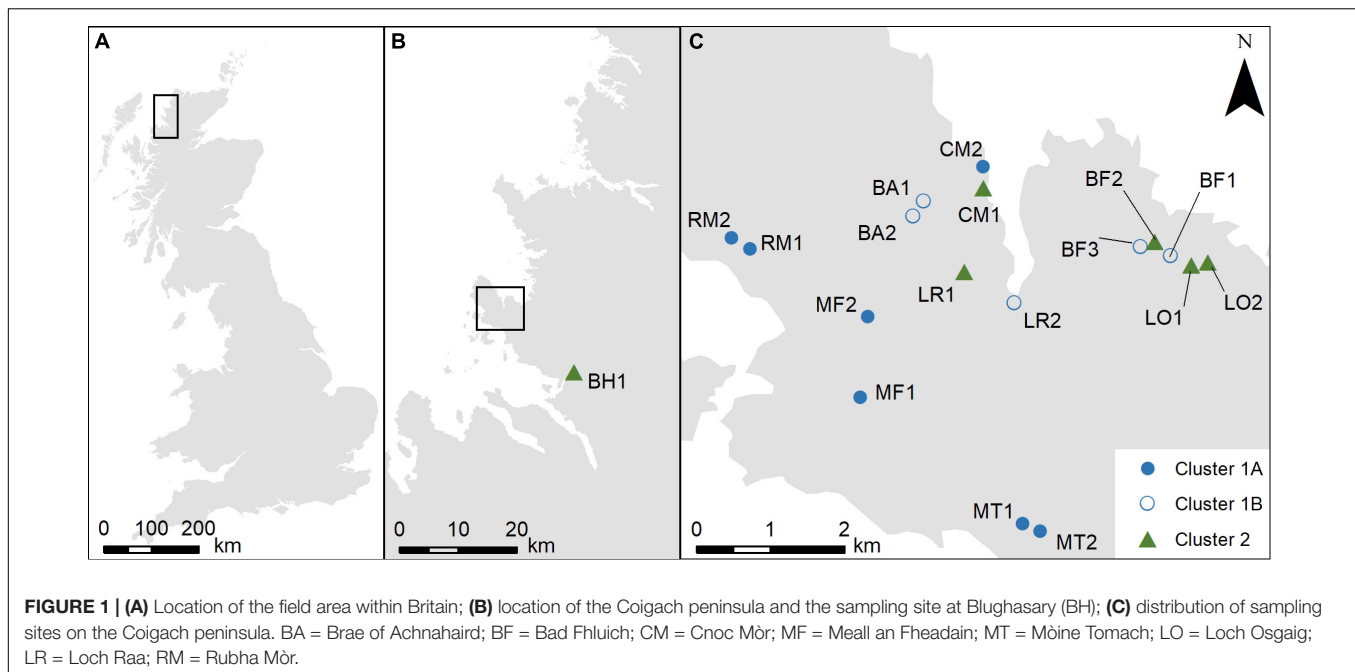 A
B
C
N
CM2
BA1
BF2
BF1
BA2
CM1
RM2
RM1
BF3
LR1
LO2
MF2
LR2
LO1
BH1
MF1
Cluster 1A
Cluster 1B
Cluster 2
MT1
MT2
0 100 200
km
0 10 20
km
0 1 2
km
FIGURE 1 | (A) Location of the field area within Britain; (B) location of the Coigach peninsula and the sampling site at Blughasary (BH); (C) distribution of sampling
sites on the Coigach peninsula. BA = Brae of Achnahaird; BF = Bad Fhluich; CM = Cnoc Mòr; MF = Meall an Fheadain; MT = Mòine Tomach; LO = Loch Osgaig;
LR = Loch Raa; RM = Rubha Mòr.